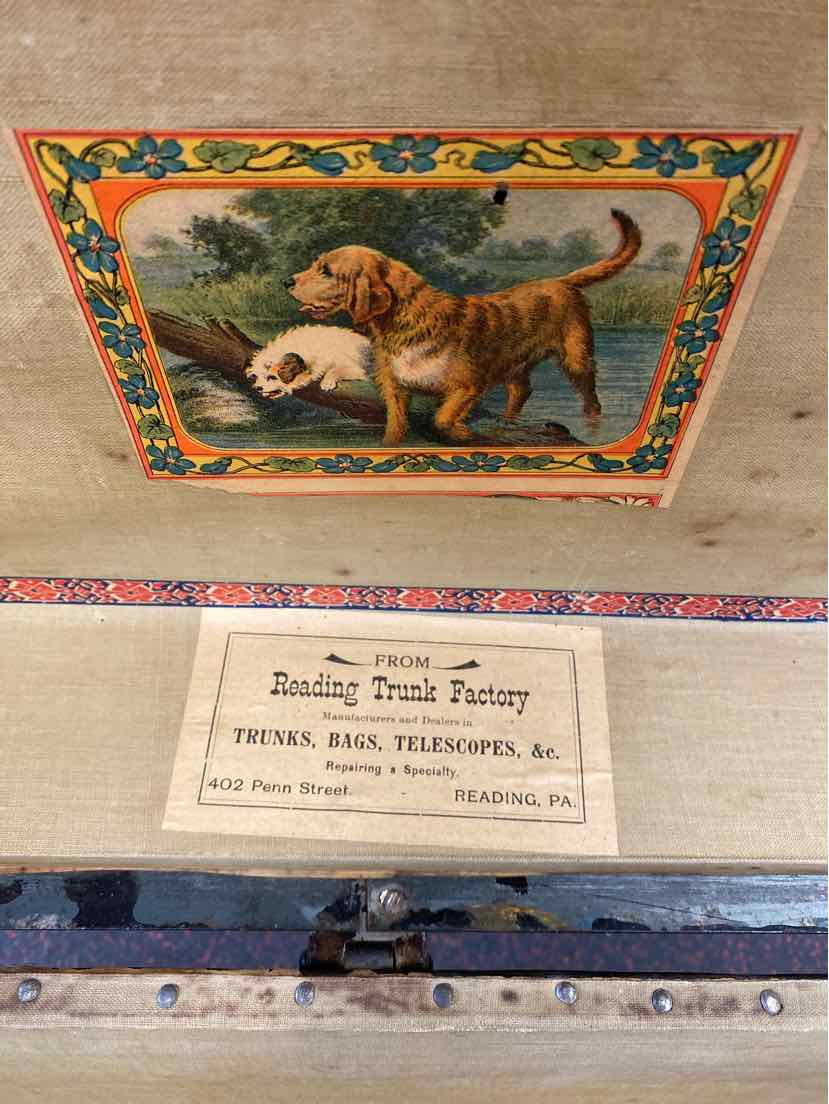 FROM
Reading Trunk Factory
Manufacturers and Dealers in
TRUNKS, BAGS, TELESCOPES, &c.
Repairing a Specialty.
402 Penn Street. READING, PA.